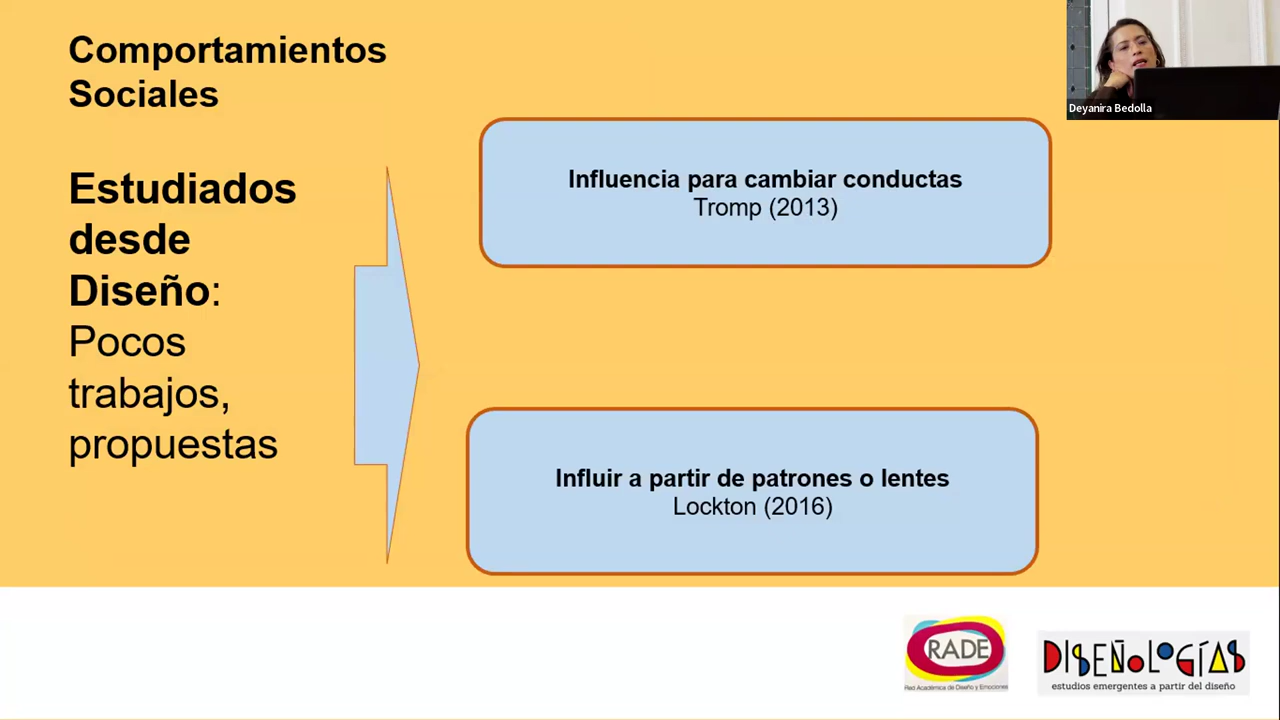 Comportamientos
Sociales
Estudiados
desde
Diseño:
Pocos
trabajos,
propuestas
Influencia para cambiar conductas
Tromp (2013)
Influir a partir de patrones o lentes
Lockton (2016)
Deyanira Bedolla
RADE
Red Académica de Diseño y Emociones
DISEÑOLOGÍAS
estudios emergentes a partir del diseño